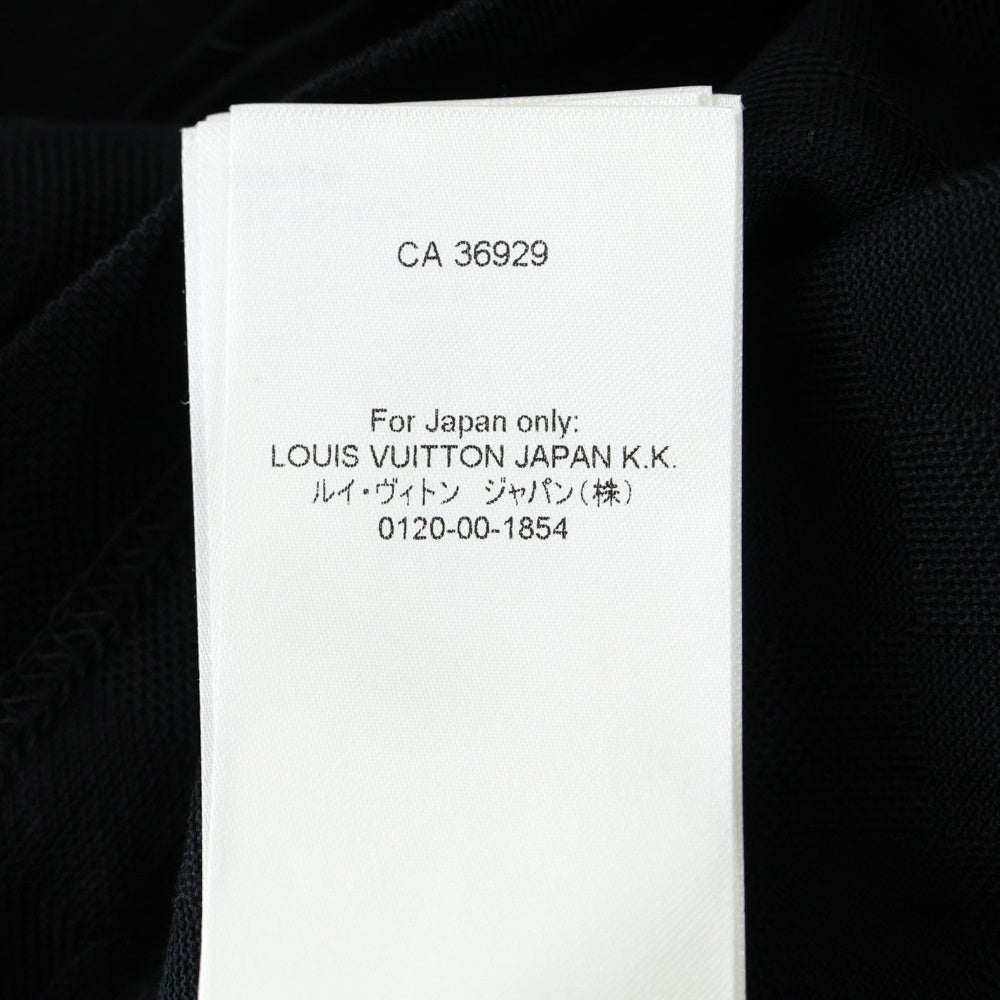 CA 36929
For Japan only:
LOUIS VUITTON JAPAN K.K.
ルイ・ヴィトン　ジャパン(株)
0120-00-1854